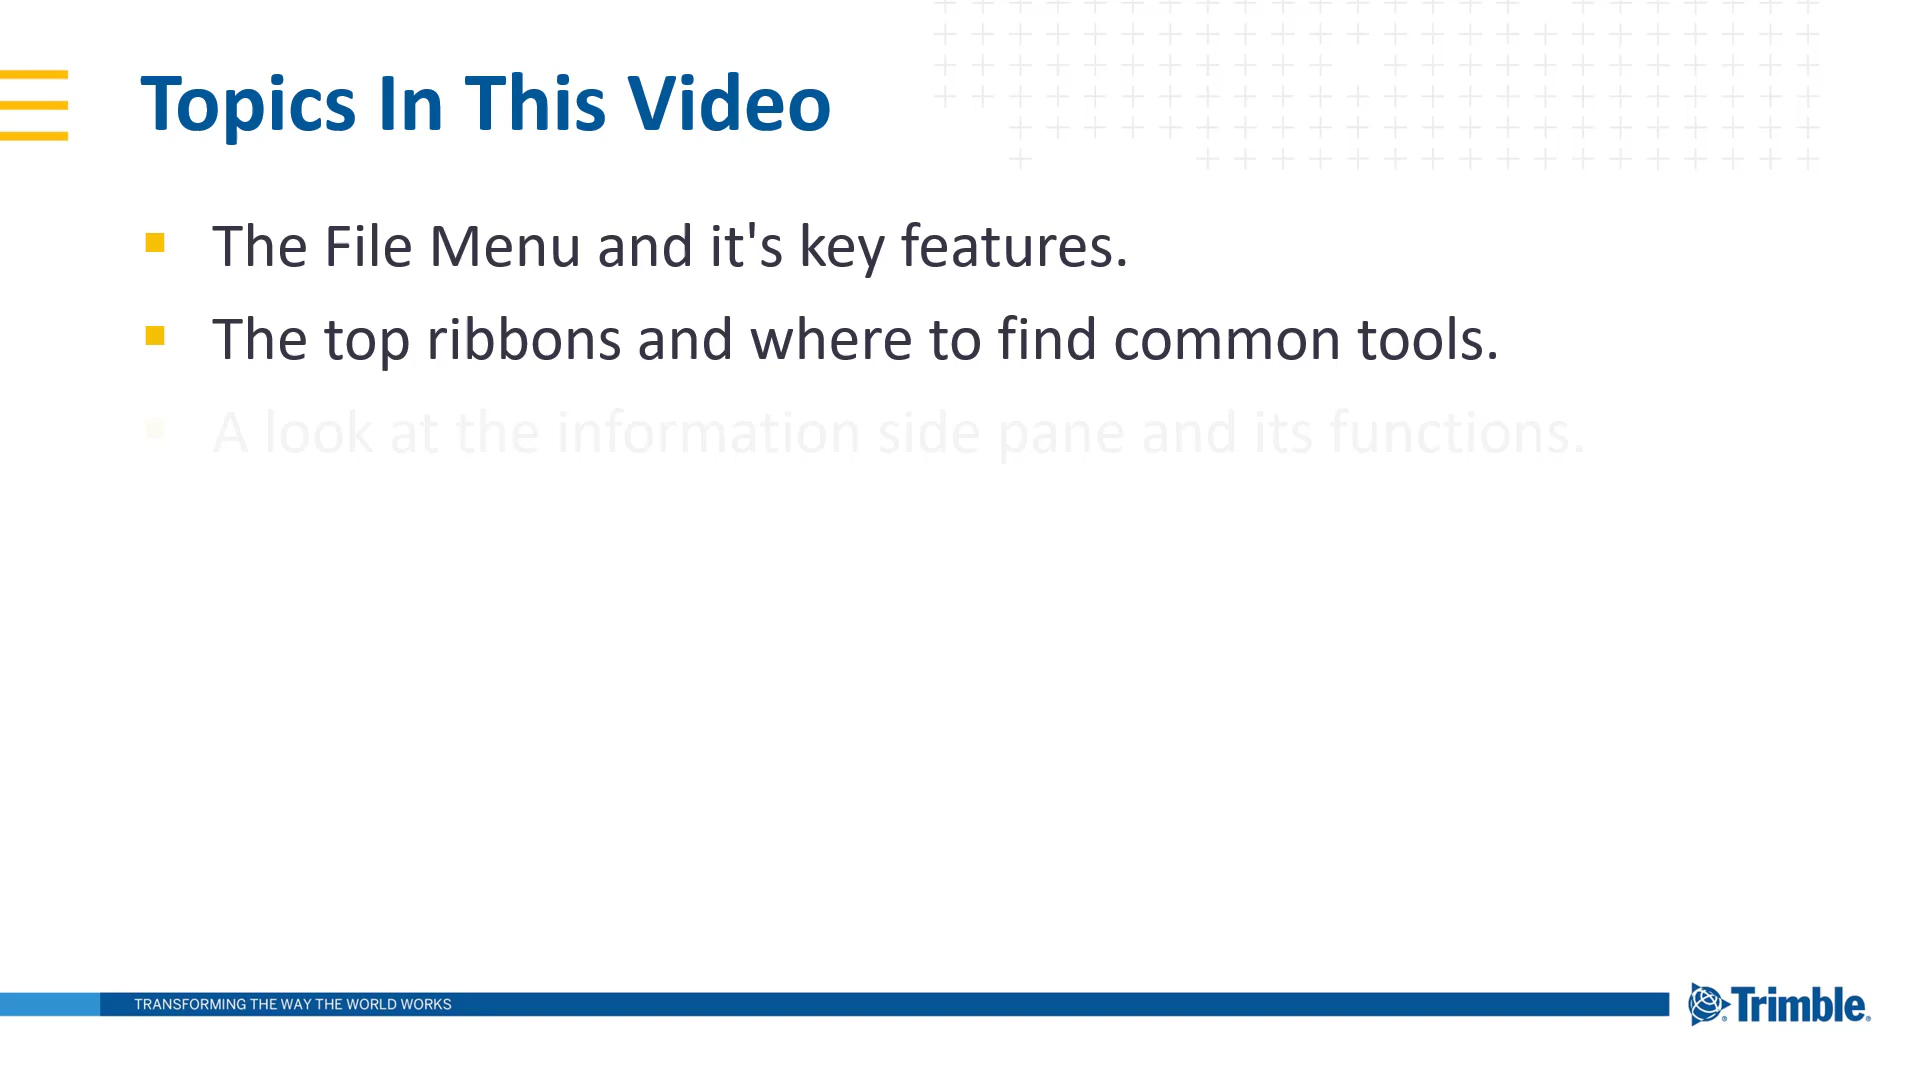 Topics In This Video
The File Menu and it's key features.
The top ribbons and where to find common tools.
A look at the information side pane and its functions.
TRANSFORMING THE WAY THE WORLD WORKS
Trimble